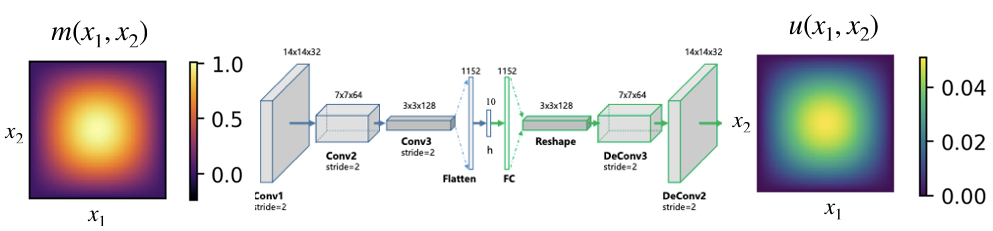 m(x₁, x₂)
1.0
0.5
0.0
x₂
x₁
14x14x32
Conv1
stride=2
7x7x64
Conv2
stride=2
3x3x128
Conv3
stride=2
1152
Flatten
10
h
1152
FC
3x3x128
Reshape
7x7x64
DeConv3
stride=2
14x14x32
DeConv2
stride=2
u(x₁, x₂)
x₂
x₁
0.04
0.02
0.00